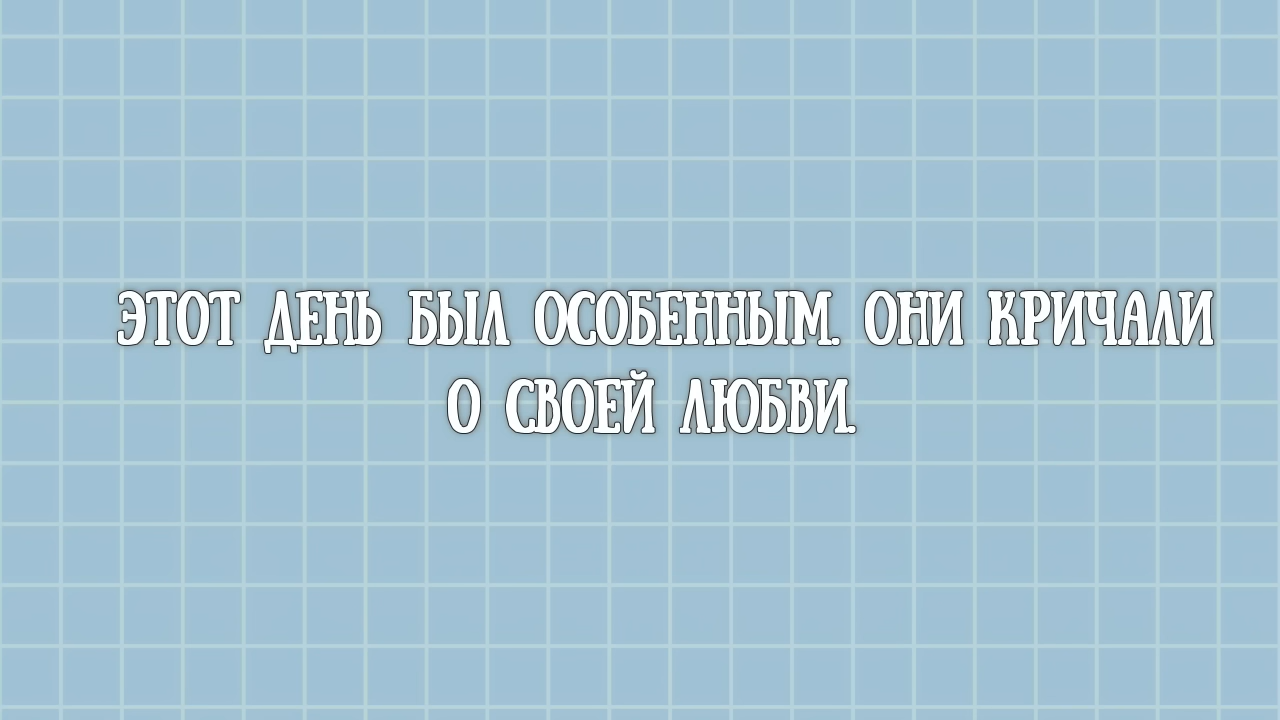 ЭТОТ ДЕНЬ БЫЛ ОСОБЕННЫМ. ОНИ КРИЧАЛИ
О СВОЕЙ ЛЮБВИ.